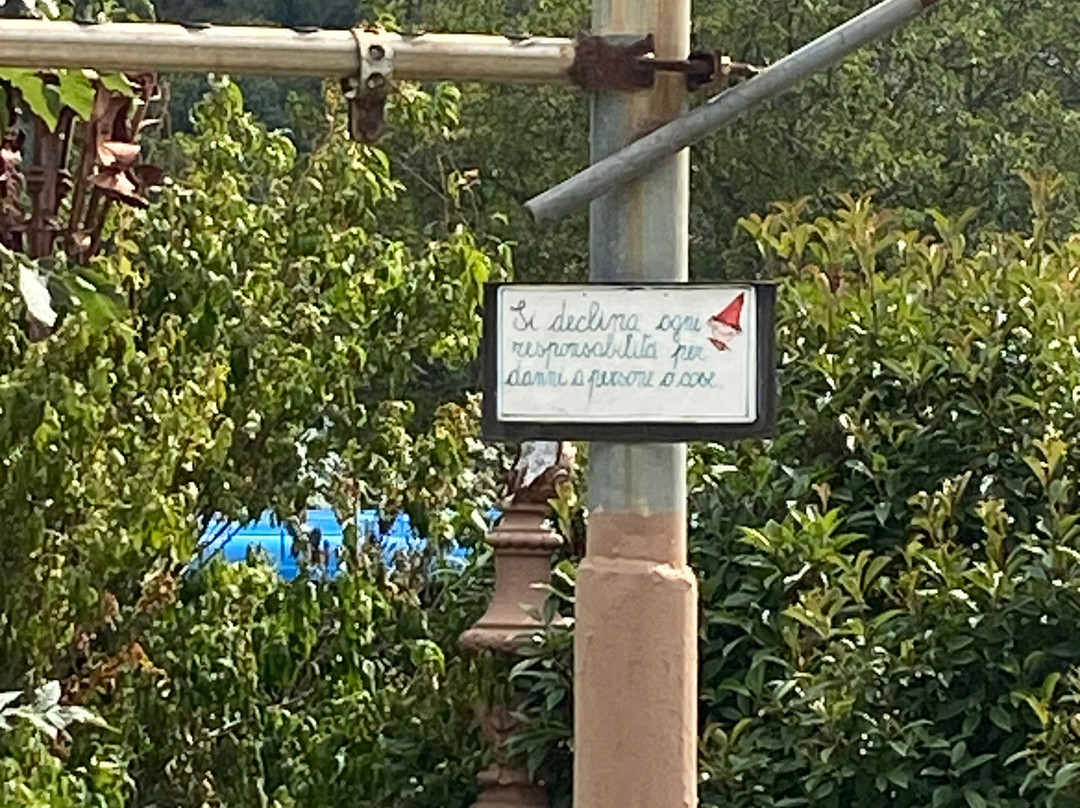 Si declina ogni
responsabilità per
danni a persone o cose.